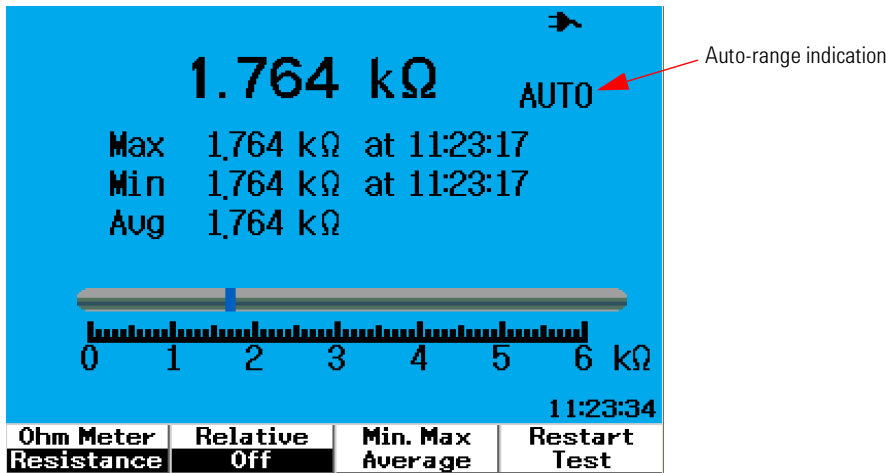 1.764 kΩ
AUTO
Auto-range indication
Max 1.764 kΩ at 11:23:17
Min 1.764 kΩ at 11:23:17
Avg 1.764 kΩ
0 1 2 3 4 5 6 kΩ
11:23:34
Ohm Meter Relative Min. Max Restart
Resistance Off Average Test